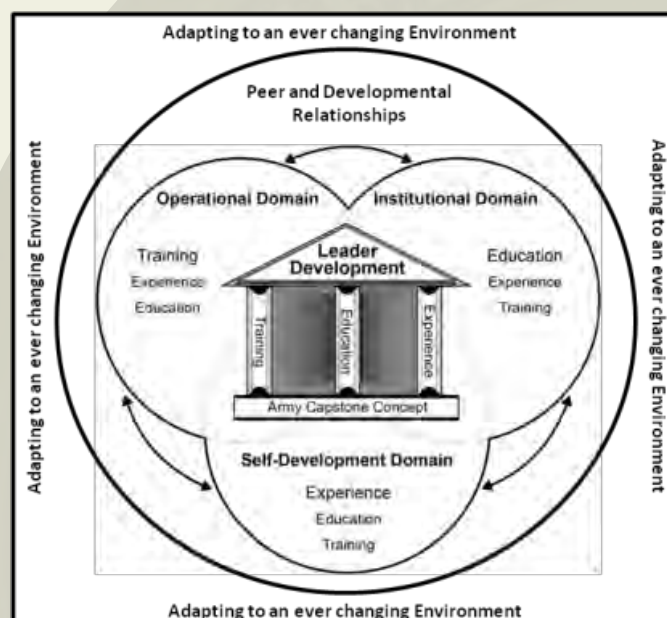 Adapting to an ever changing Environment
Peer and Developmental
Relationships
Adapting to an ever changing Environment
Adapting to an ever changing Environment
Operational Domain
Institutional Domain
Training
Experience
Education
Leader
Development
Education
Experience
Training
Training
Education
Experience
Army Capstone Concept
Self-Development Domain
Experience
Education
Training
Adapting to an ever changing Environment